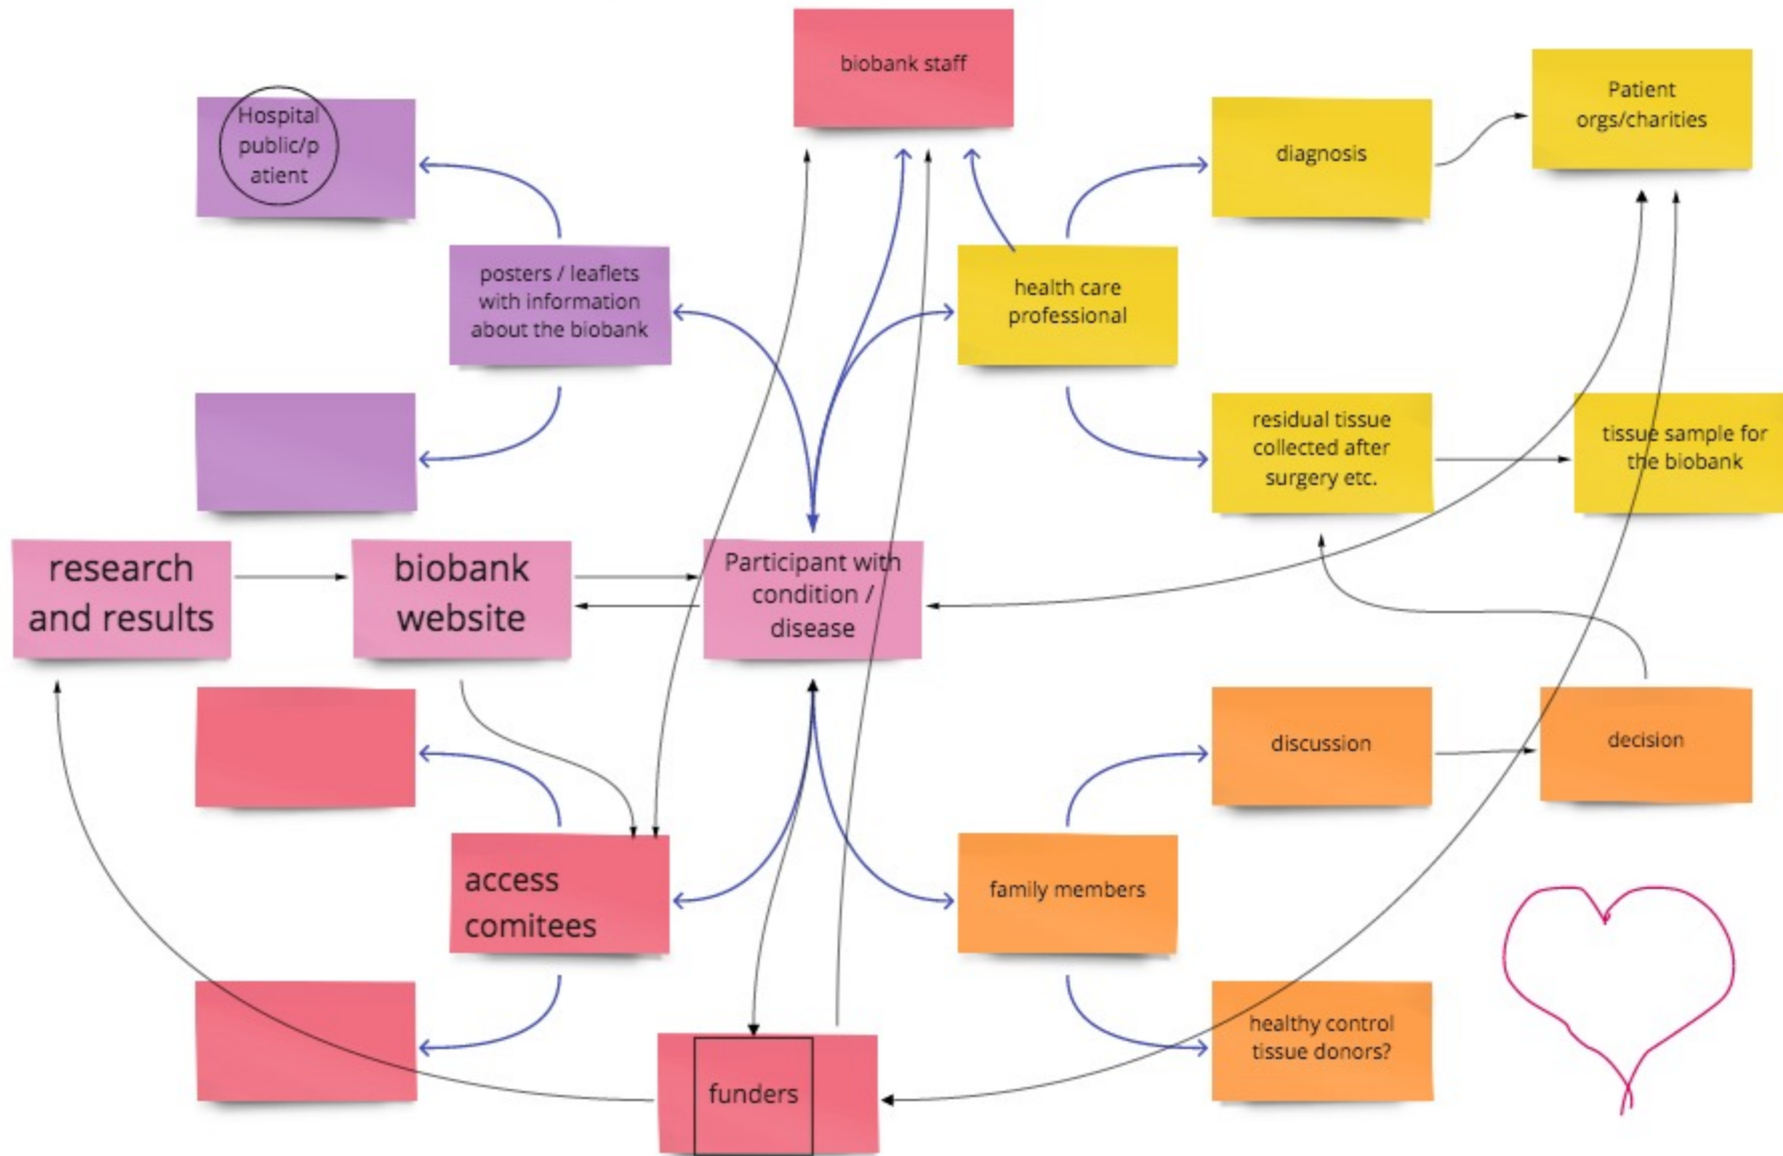 biobank staff
Patient
orgs/charities
Hospital
public/p
atient
diagnosis
posters / leaflets
with information
about the biobank
health care
professional
residual tissue
collected after
surgery etc.
tissue sample for
the biobank
research
and results
biobank
website
Participant with
condition /
disease
discussion
decision
access
comitees
family members
healthy control
tissue donors?
funders